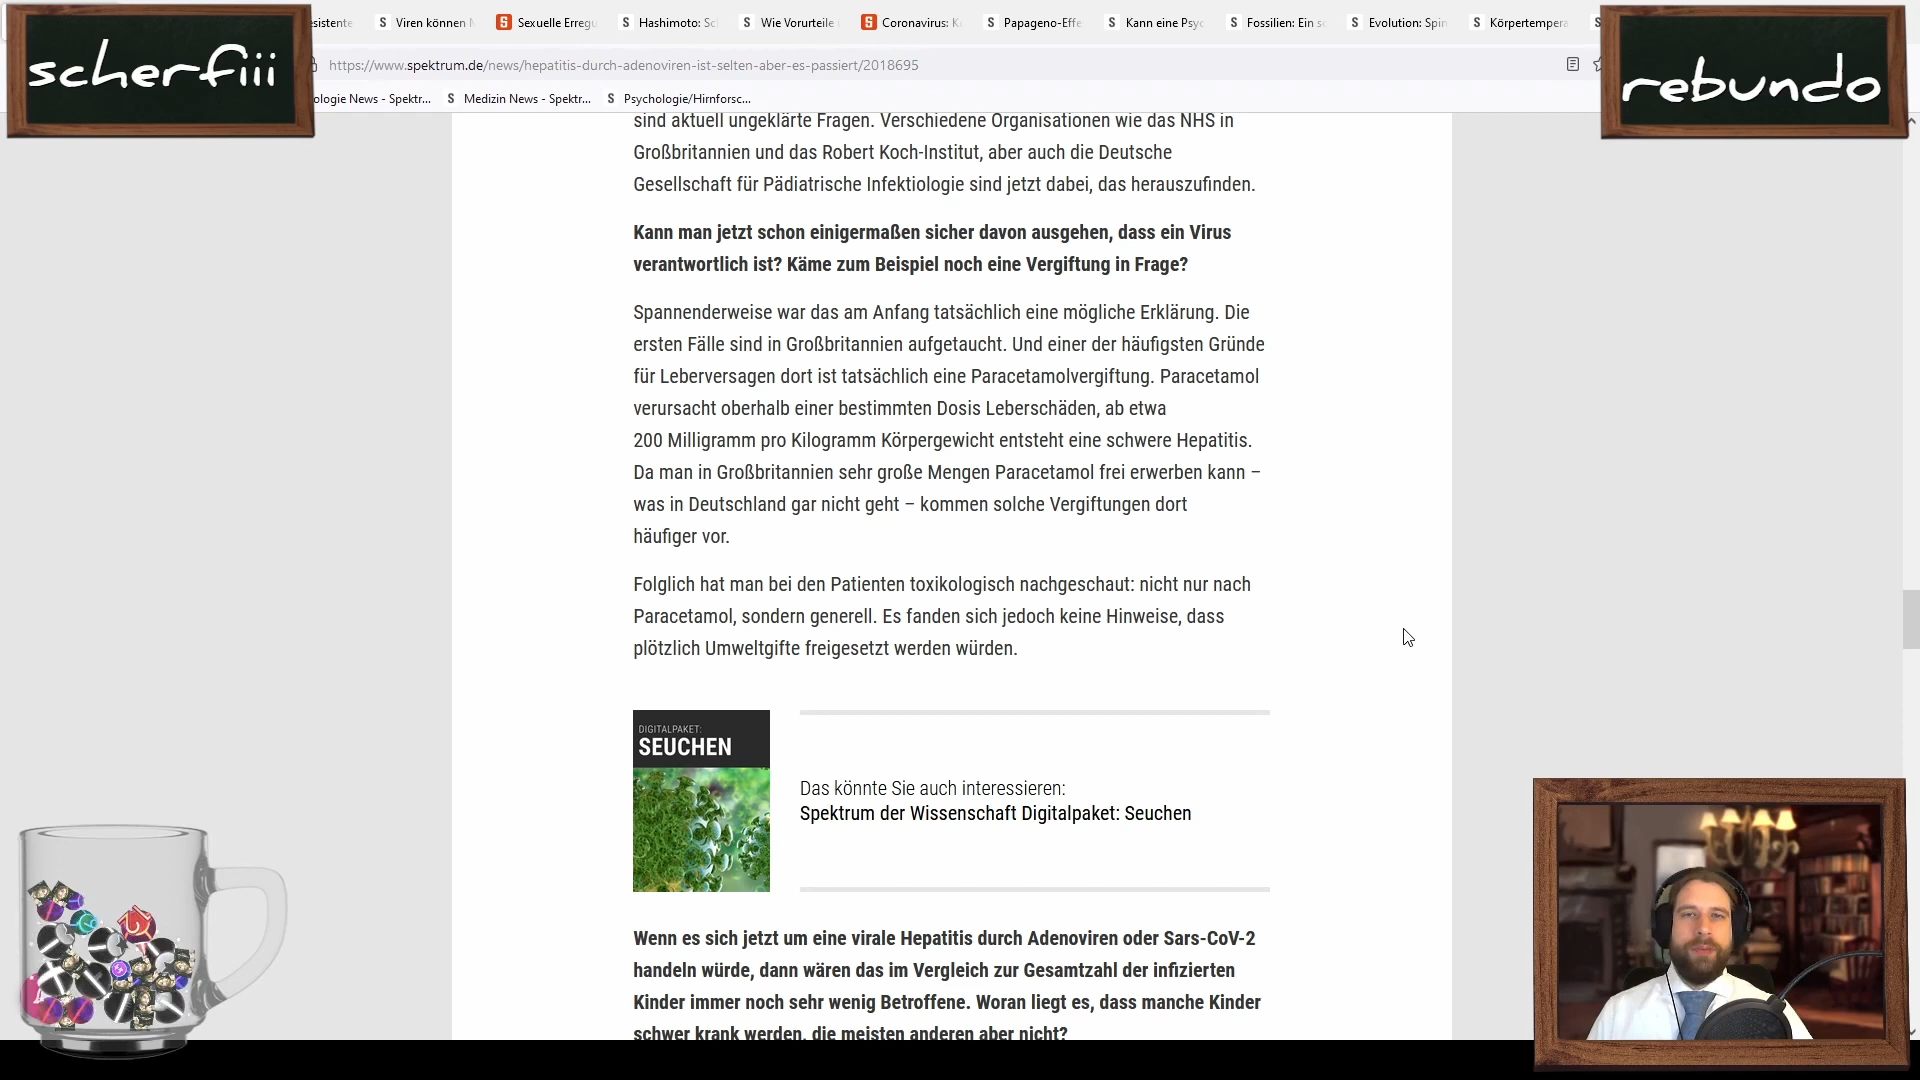 scherfiii
rebundo
Viren können
Sexuelle Erreg
Hashimoto:
Wie Vorurteile
Coronavirus:
Papageno-Effe
Kann eine Psyc
Fossilien: Ein
Evolution: Spin
Körpertempera
https://www.spektrum.de/news/hepatitis-durch-adenoviren-ist-selten-aber-es-passiert/2018695
ologie News - Spektr...
Medizin News - Spektr...
Psychologie/Hirnforsc...
sind aktuell ungeklärte Fragen. Verschiedene Organisationen wie das NHS in
Großbritannien und das Robert Koch-Institut, aber auch die Deutsche
Gesellschaft für Pädiatrische Infektiologie sind jetzt dabei, das herauszufinden.
Kann man jetzt schon einigermaßen sicher davon ausgehen, dass ein Virus
verantwortlich ist? Käme zum Beispiel noch eine Vergiftung in Frage?
Spannenderweise war das am Anfang tatsächlich eine mögliche Erklärung. Die
ersten Fälle sind in Großbritannien aufgetaucht. Und einer der häufigsten Gründe
für Leberversagen dort ist tatsächlich eine Paracetamolvergiftung. Paracetamol
verursacht oberhalb einer bestimmten Dosis Leberschäden, ab etwa
200 Milligramm pro Kilogramm Körpergewicht entsteht eine schwere Hepatitis.
Da man in Großbritannien sehr große Mengen Paracetamol frei erwerben kann –
was in Deutschland gar nicht geht – kommen solche Vergiftungen dort
häufiger vor.
Folglich hat man bei den Patienten toxikologisch nachgeschaut: nicht nur nach
Paracetamol, sondern generell. Es fanden sich jedoch keine Hinweise, dass
plötzlich Umweltgifte freigesetzt werden würden.
DIGITALPAKET:
SEUCHEN
Das könnte Sie auch interessieren:
Spektrum der Wissenschaft Digitalpaket: Seuchen
Wenn es sich jetzt um eine virale Hepatitis durch Adenoviren oder Sars-CoV-2
handeln würde, dann wären das im Vergleich zur Gesamtzahl der infizierten
Kinder immer noch sehr wenig Betroffene. Woran liegt es, dass manche Kinder
schwer krank werden, die meisten anderen aber nicht?